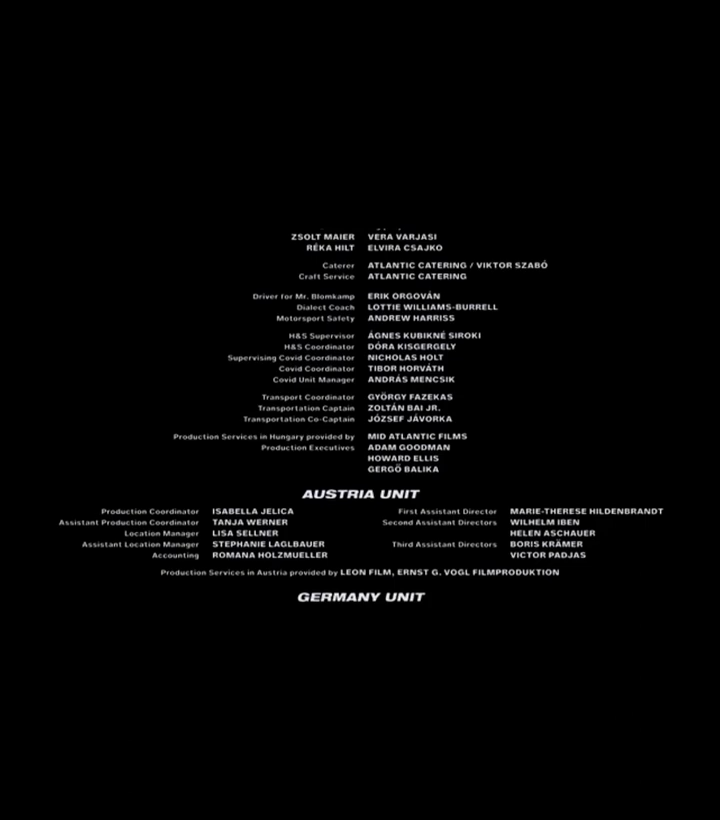 ZSOLT MAIER VERA VARJASI
RÉKA HILT ELVIRA CSAJKO
Caterer ATLANTIC CATERING / VIKTOR SZABÓ
Craft Service ATLANTIC CATERING
Driver for Mr. Blomkamp ERIK ORGOVÁN
Dialect Coach LOTTIE WILLIAMS-BURRELL
Motorsport Safety ANDREW HARRISS
H&S Supervisor ÁGNES KUBIKNÉ SIROKI
H&S Coordinator DÓRA KISGERGELY
Supervising Covid Coordinator NICHOLAS HOLT
Covid Coordinator TIBOR HORVÁTH
Covid Unit Manager ANDRÁS MENCSIK
Transport Coordinator GYÖRGY FAZEKAS
Transportation Captain ZOLTÁN BAI JR.
Transportation Co-Captain JÓZSEF JÁVORKA
Production Services in Hungary provided by MID ATLANTIC FILMS
Production Executives ADAM GOODMAN
HOWARD ELLIS
GERGŐ BALIKA
AUSTRIA UNIT
Production Coordinator ISABELLA JELICA First Assistant Director MARIE-THERESE HILDENBRANDT
Assistant Production Coordinator TANJA WERNER Second Assistant Directors WILHELM IBEN
Location Manager LISA SELLNER HELEN ASCHAUER
Assistant Location Manager STEPHANIE LAGLBAUER Third Assistant Directors BORIS KRÄMER
Accounting ROMANA HOLZMUELLER VICTOR PADJAS
Production Services in Austria provided by LEON FILM, ERNST G. VOGL FILMPRODUKTION
GERMANY UNIT